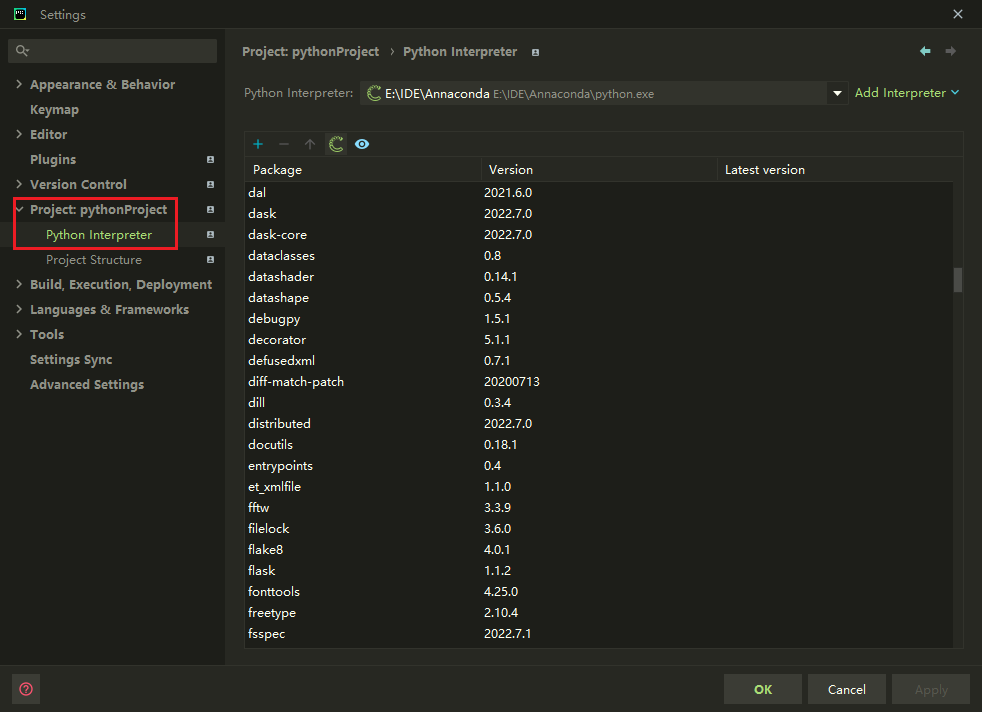 Settings
Appearance & Behavior
Keymap
Editor
Plugins
Version Control
Project: pythonProject
Python Interpreter
Project Structure
Build, Execution, Deployment
Languages & Frameworks
Tools
Settings Sync
Advanced Settings
Project: pythonProject › Python Interpreter
Python Interpreter: E:\IDE\Annaconda E:\IDE\Annaconda\python.exe Add Interpreter
Package Version Latest version
dal 2021.6.0
dask 2022.7.0
dask-core 2022.7.0
dataclasses 0.8
datashader 0.14.1
datashape 0.5.4
debugpy 1.5.1
decorator 5.1.1
defusedxml 0.7.1
diff-match-patch 20200713
dill 0.3.4
distributed 2022.7.0
docutils 0.18.1
entrypoints 0.4
et_xmlfile 1.1.0
fftw 3.3.9
filelock 3.6.0
flake8 4.0.1
flask 1.1.2
fonttools 4.25.0
freetype 2.10.4
fsspec 2022.7.1
OK Cancel Apply